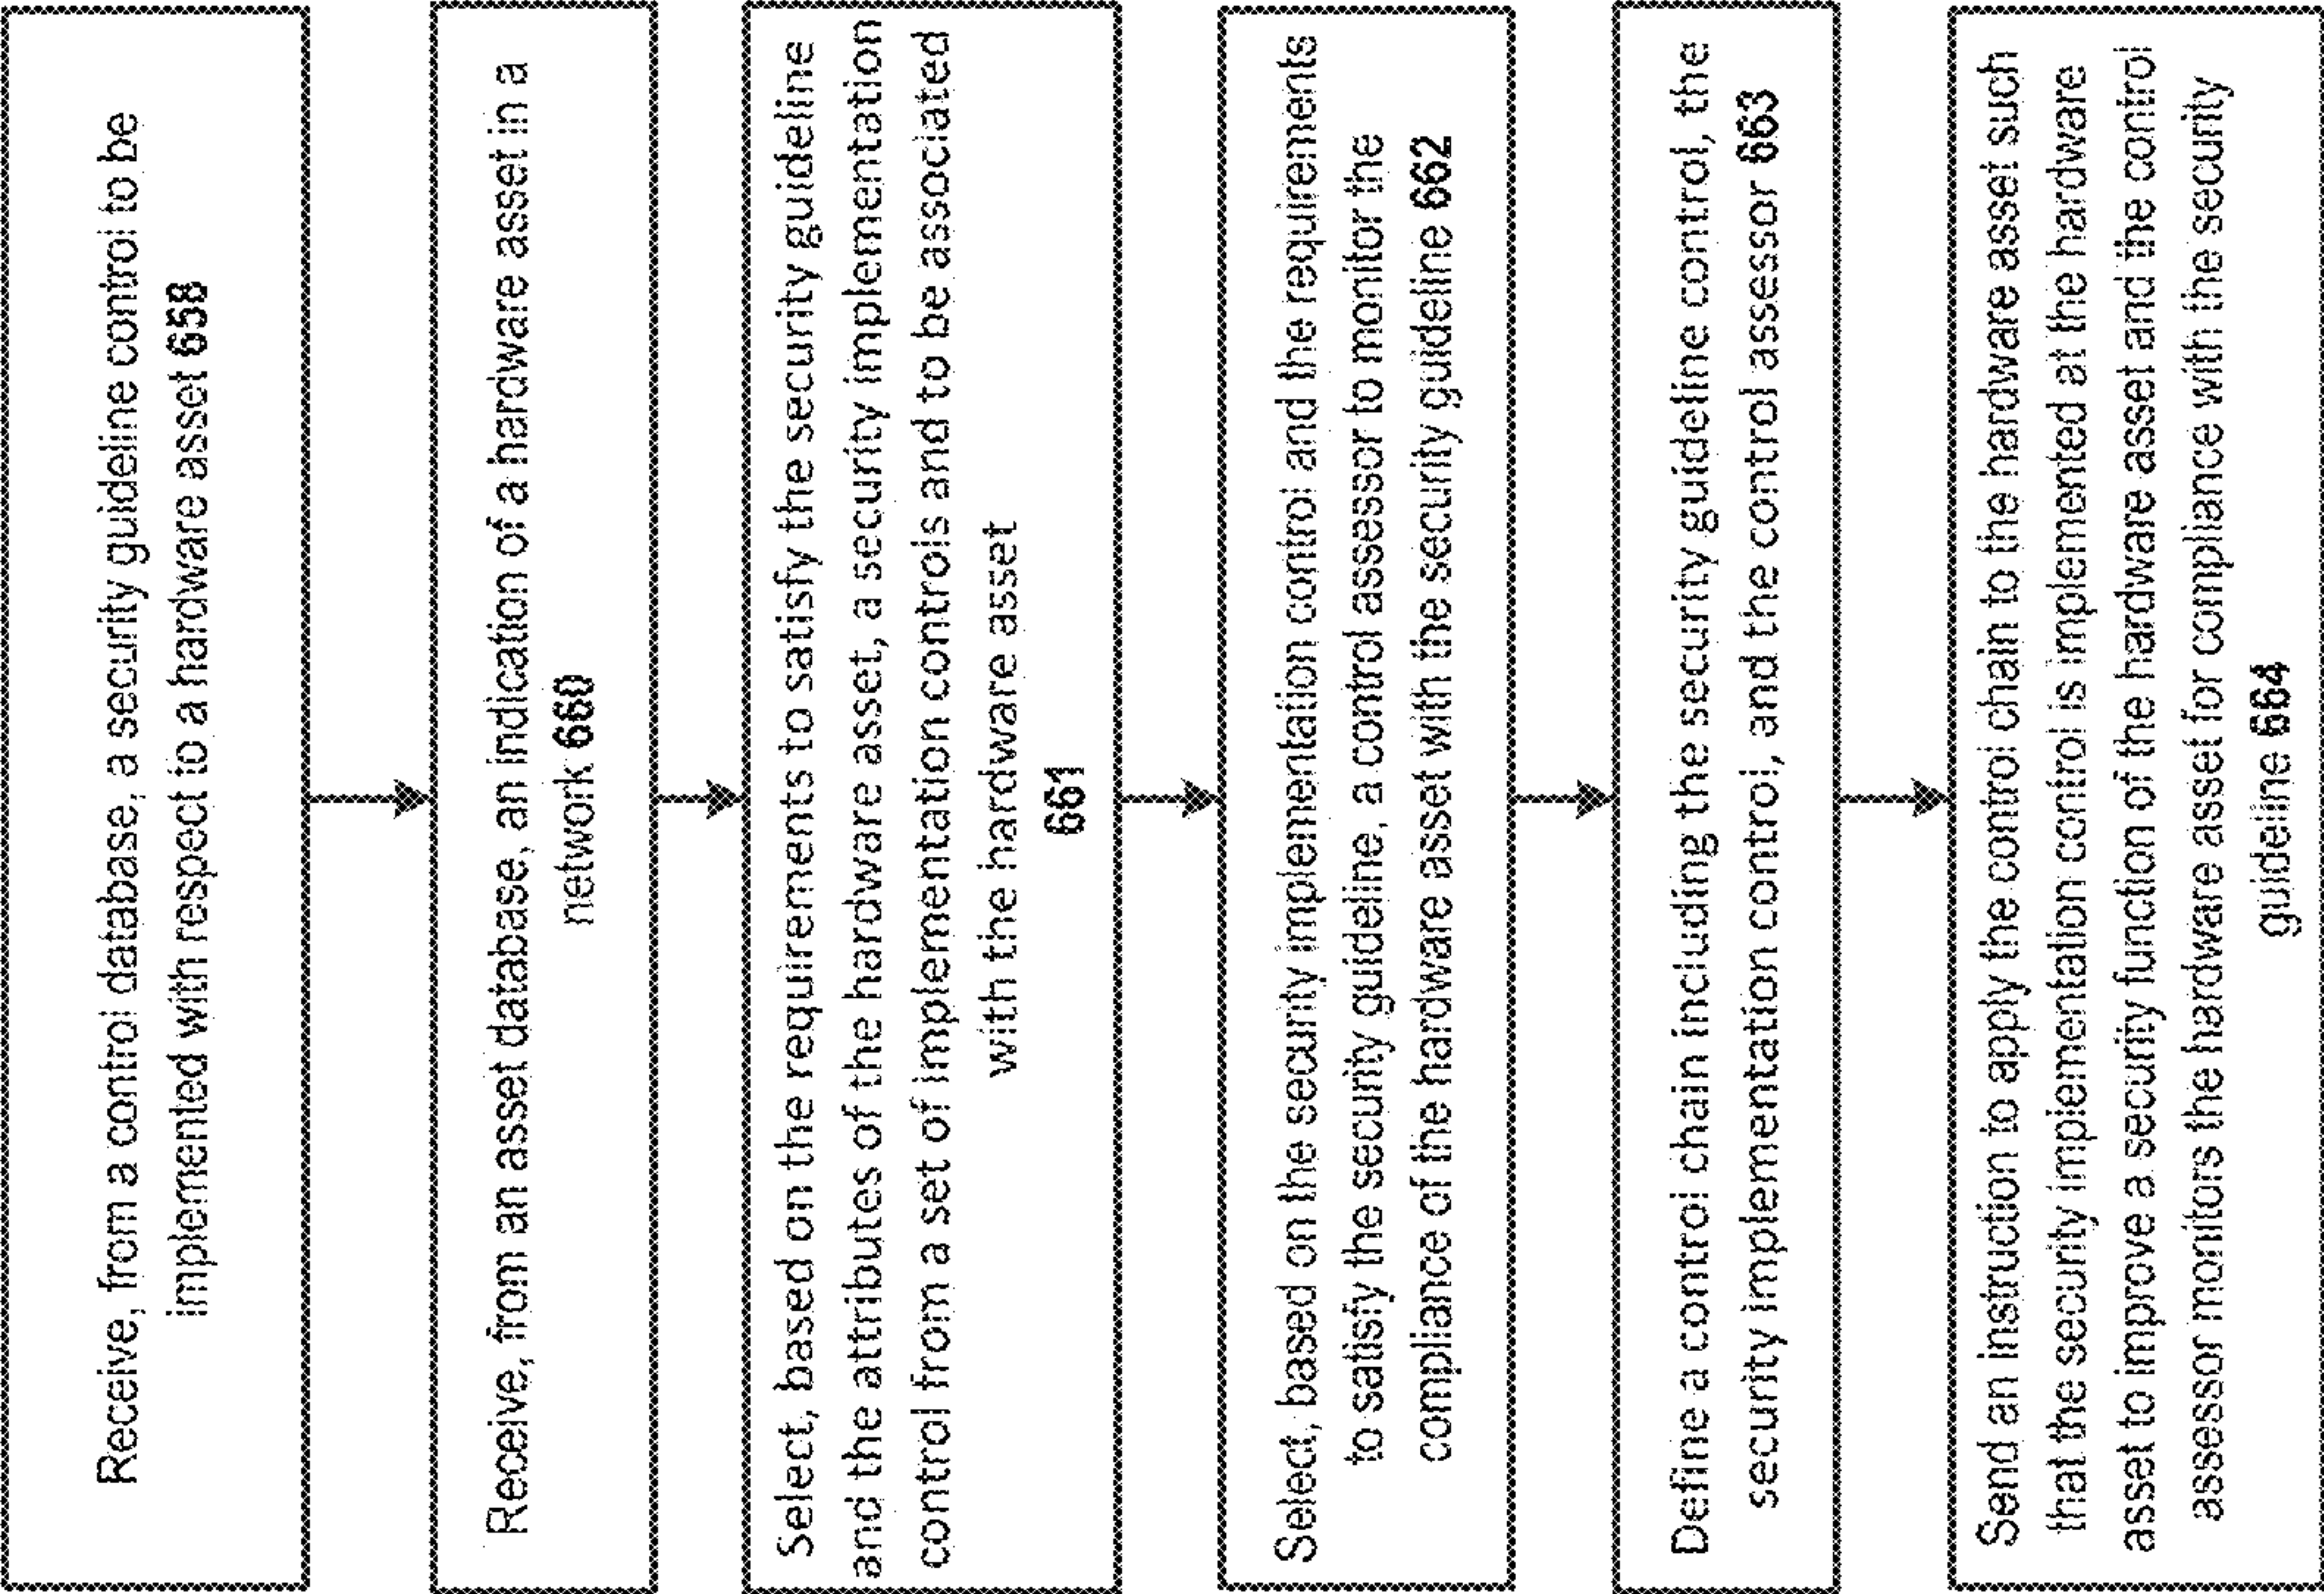 Receive, from a control database, a security guideline control to be
implemented with respect to a hardware asset 658
Receive, from an asset database, an indication of a hardware asset in a
network 660
Select, based on the requirements to satisfy the security guideline
and the attributes of the hardware asset, a security implementation
control from a set of implementation controls and to be associated
with the hardware asset
661
Select, based on the security implementation control and the requirements
to satisfy the security guideline, a control assessor to monitor the
compliance of the hardware asset with the security guideline 662
Define a control chain including the security guideline control, the
security implementation control, and the control assessor 663
Send an instruction to apply the control chain to the hardware asset such
that the security implementation control is implemented at the hardware
asset to improve a security function of the hardware asset and the control
assessor monitors the hardware asset for compliance with the security
guideline 664